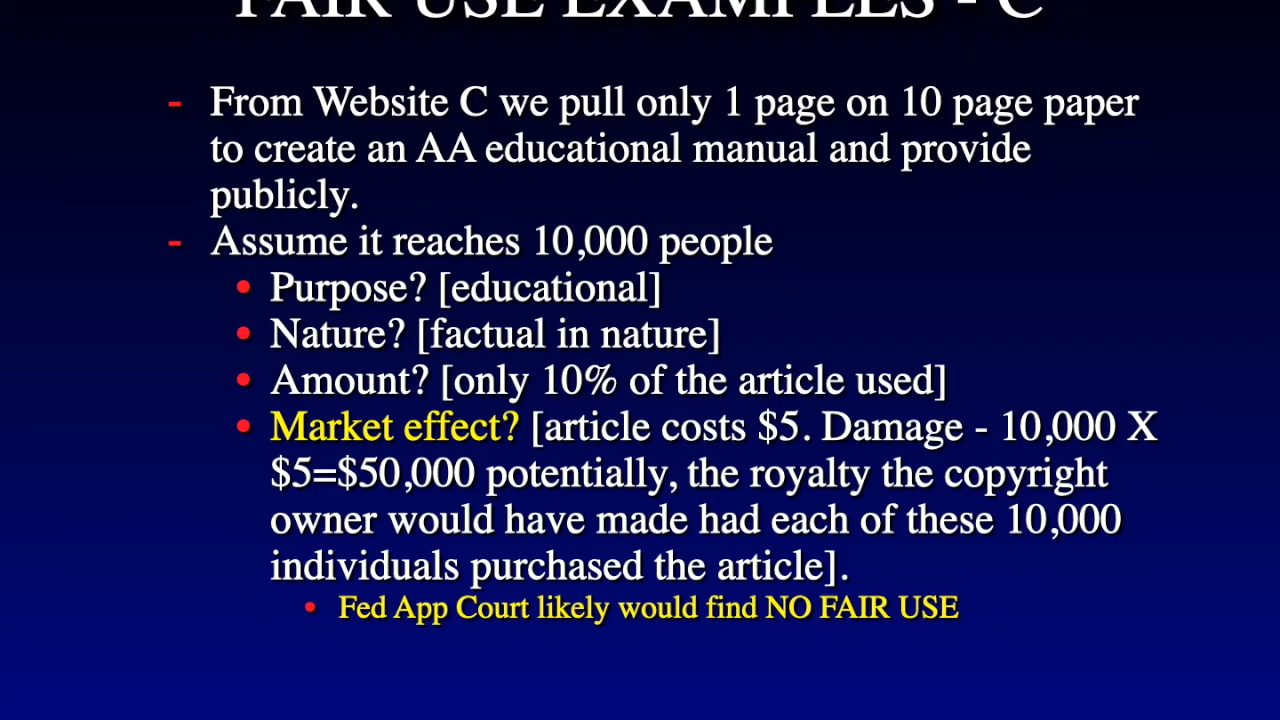 FAIR USE EXAMPLES - C
- From Website C we pull only 1 page on 10 page paper
to create an AA educational manual and provide
publicly.
- Assume it reaches 10,000 people
• Purpose? [educational]
• Nature? [factual in nature]
• Amount? [only 10% of the article used]
• Market effect? [article costs $5. Damage - 10,000 X
$5=$50,000 potentially, the royalty the copyright
owner would have made had each of these 10,000
individuals purchased the article].
• Fed App Court likely would find NO FAIR USE